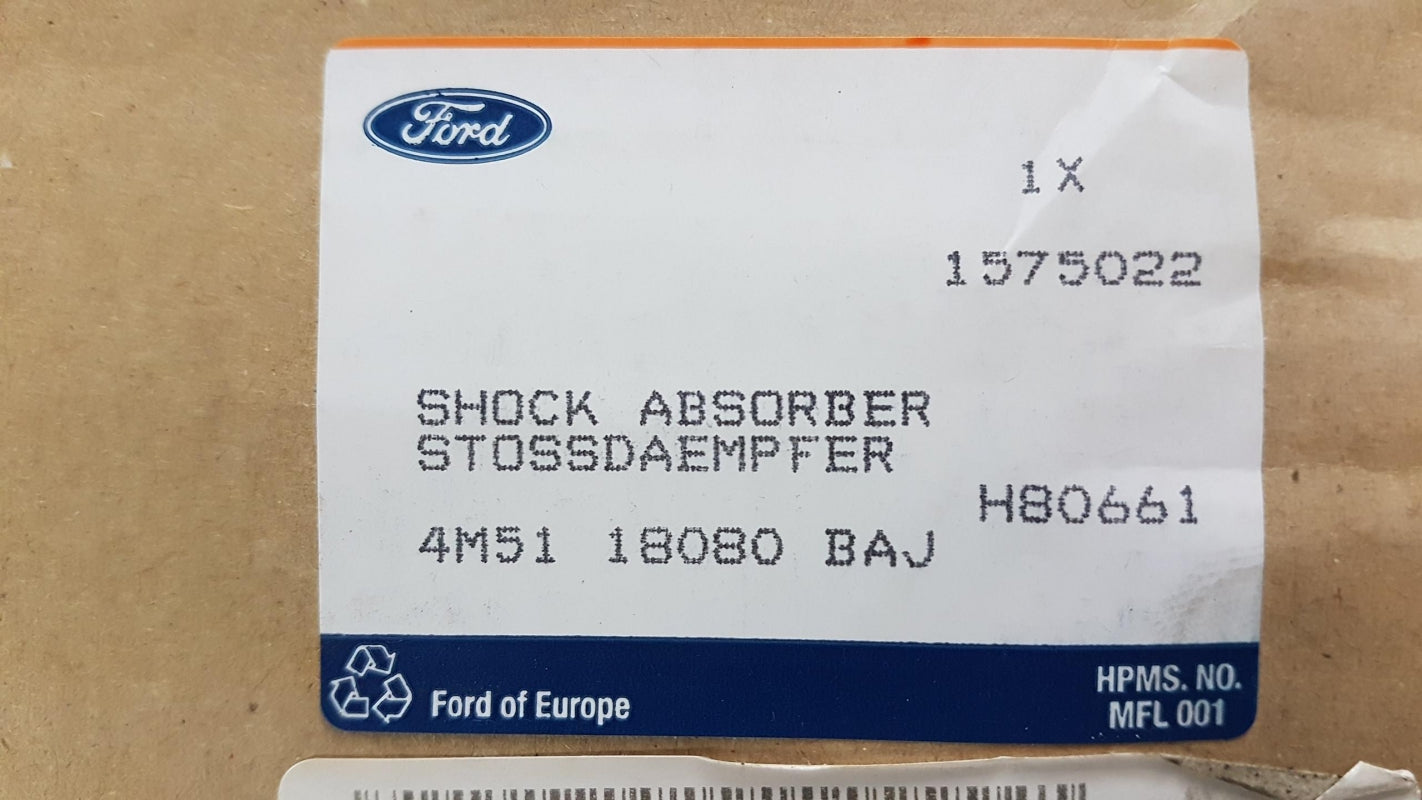 Ford
1X
1575022
SHOCK ABSORBER
STOSSDAEMPFER
H80661
4M51 18080 BAJ
Ford of Europe
HPMS. NO.
MFL 001